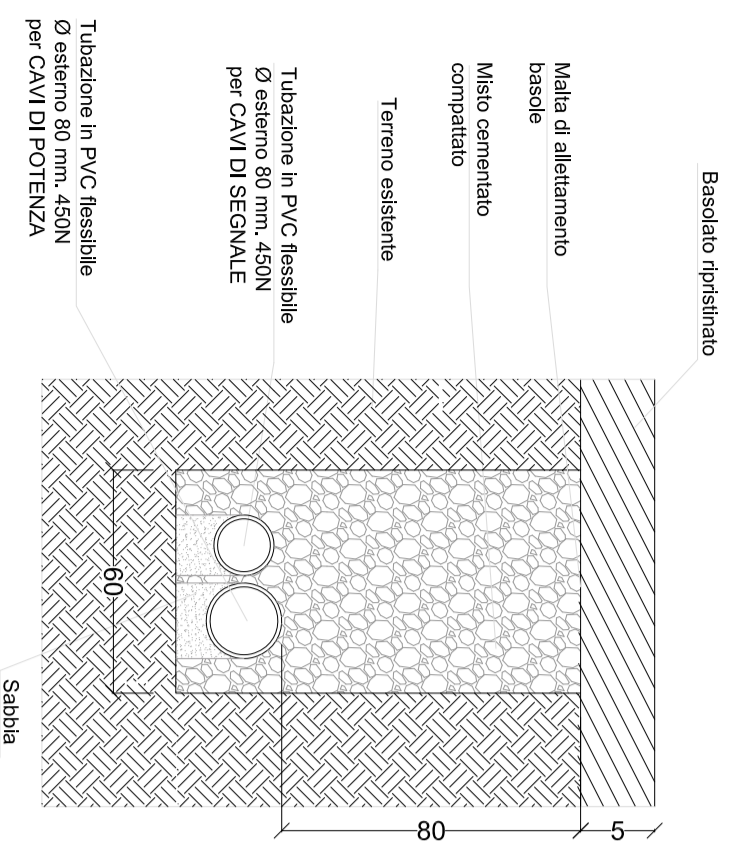 Basolato ripristinato
Malta di allettamento
basole
Misto cementato
compattato
Terreno esistente
Tubazione in PVC flessibile
Ø esterno 80 mm. 450N
per CAVI DI SEGNALE
Tubazione in PVC flessibile
Ø esterno 80 mm. 450N
per CAVI DI POTENZA
5
80
60
Sabbia